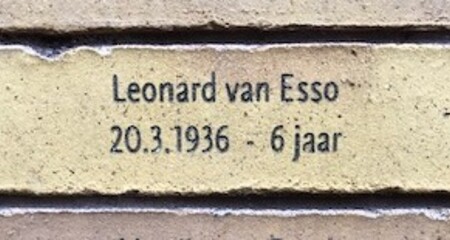 Leonard van Esso
20.3.1936 - 6 jaar